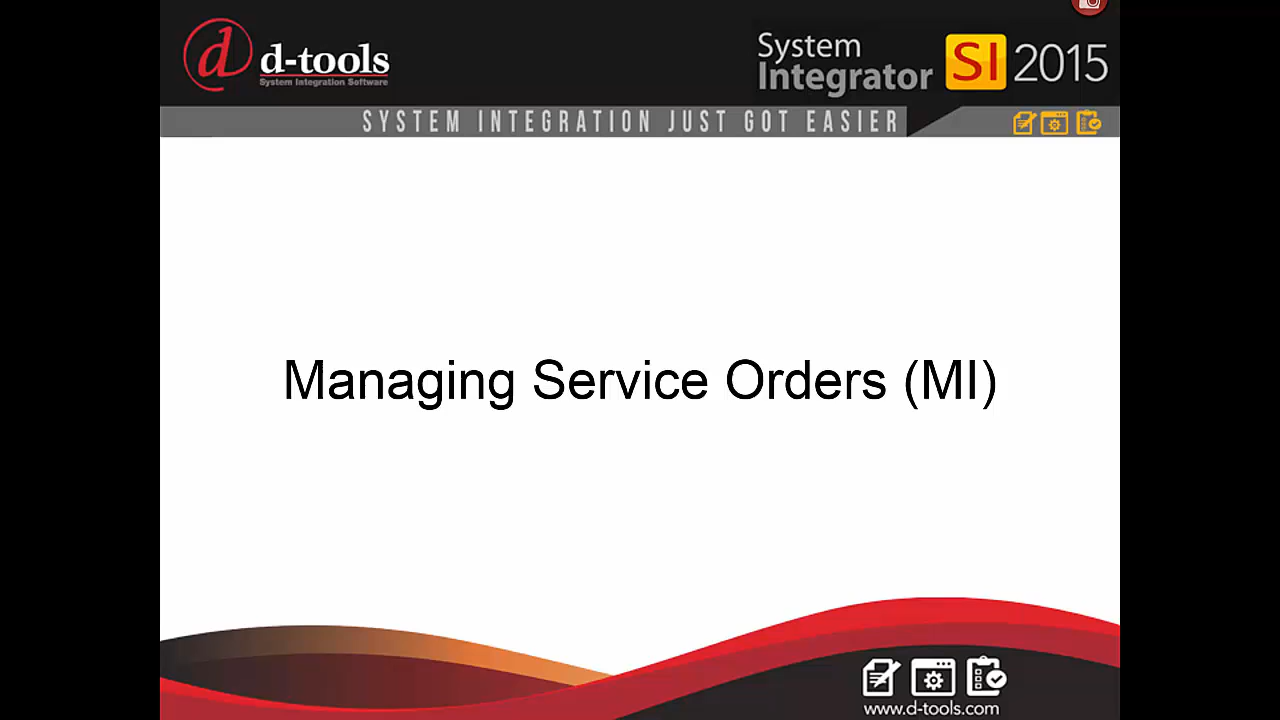 d-tools
System Integration Software
System
Integrator
SI 2015
SYSTEM INTEGRATION JUST GOT EASIER
Managing Service Orders (MI)
www.d-tools.com